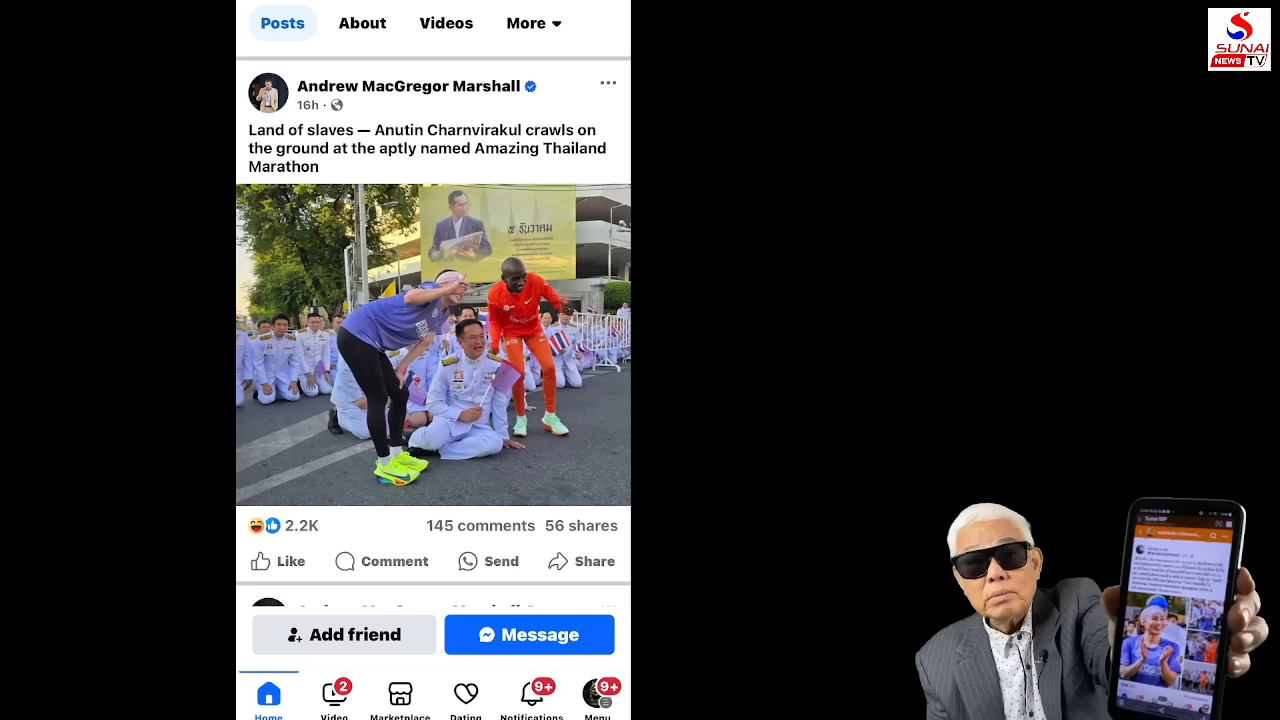 Posts About Videos More
SUNAI
NEWS TV
Andrew MacGregor Marshall
16h
Land of slaves — Anutin Charnvirakul crawls on
the ground at the aptly named Amazing Thailand
Marathon
๕ ธันวาคม
2.2K 145 comments 56 shares
Like Comment Send Share
Add friend Message
2 9+ 9+
Home Video Marketplace Dating Notifications Menu